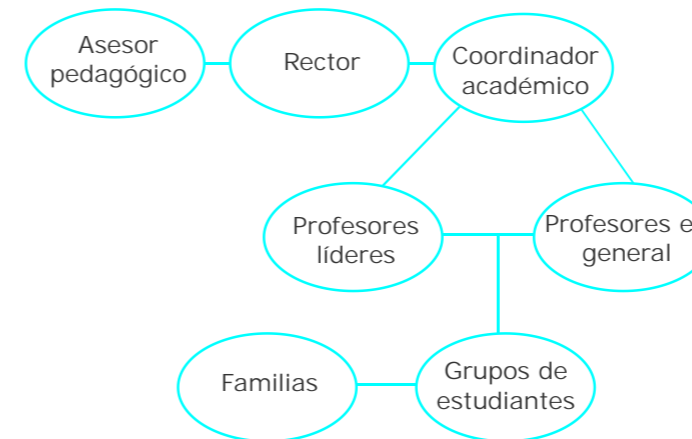 Asesor
pedagógico
Rector
Coordinador
académico
Profesores
líderes
Profesores e
general
Familias
Grupos de
estudiantes